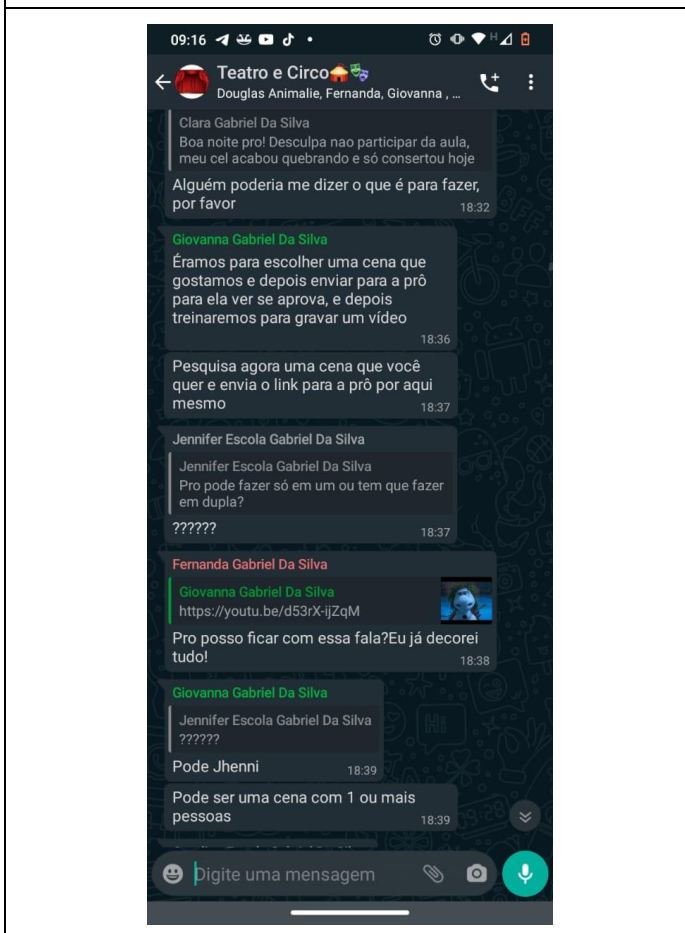 09:16
Teatro e Circo🎪🎭
Douglas Animalie, Fernanda, Giovanna , ...
Clara Gabriel Da Silva
Boa noite pro! Desculpa nao participar da aula,
meu cel acabou quebrando e só consertou hoje
Alguém poderia me dizer o que é para fazer,
por favor
18:32
Giovanna Gabriel Da Silva
Éramos para escolher uma cena que
gostamos e depois enviar para a prô
para ela ver se aprova, e depois
treinaremos para gravar um vídeo
18:36
Pesquisa agora uma cena que você
quer e envia o link para a prô por aqui
mesmo
18:37
Jennifer Escola Gabriel Da Silva
Jennifer Escola Gabriel Da Silva
Pro pode fazer só em um ou tem que fazer
em dupla?
??????
18:37
Fernanda Gabriel Da Silva
Giovanna Gabriel Da Silva
https://youtu.be/d53rX-ijZqM
Pro posso ficar com essa fala?Eu já decorei
tudo!
18:38
Giovanna Gabriel Da Silva
Jennifer Escola Gabriel Da Silva
??????
Pode Jhenni
18:39
Pode ser uma cena com 1 ou mais
pessoas
18:39
Digite uma mensagem